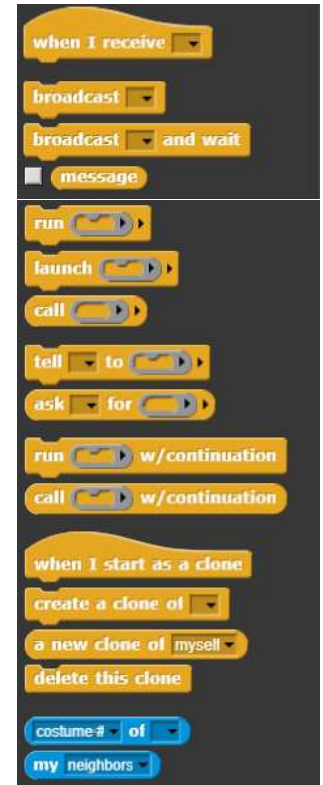 when I receive
broadcast
broadcast and wait
message
run
launch
call
tell to
ask for
run w/continuation
call w/continuation
when I start as a clone
create a clone of
a new clone of myself
delete this clone
costume # of
my neighbors